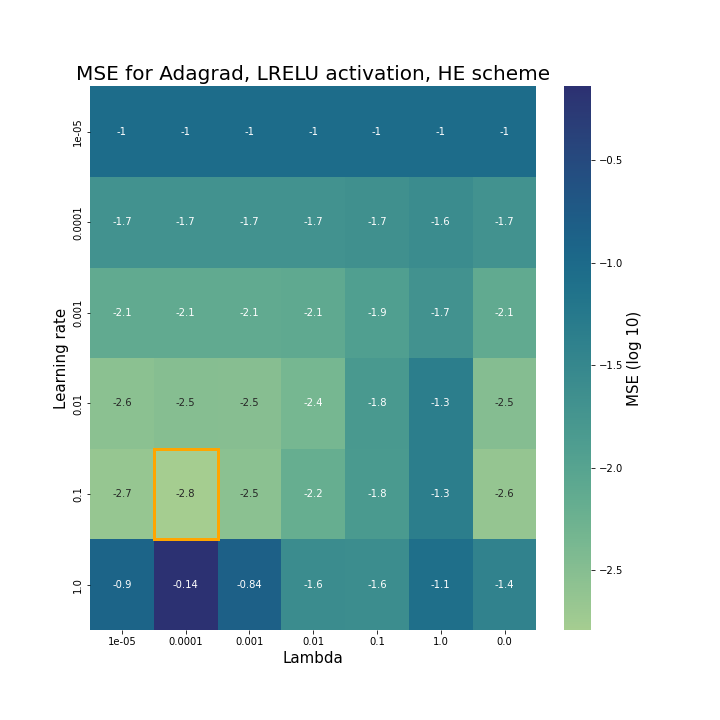 MSE for Adagrad, LRELU activation, HE scheme
Learning rate
1e-05 -1 -1 -1 -1 -1 -1 -1
0.0001 -1.7 -1.7 -1.7 -1.7 -1.7 -1.6 -1.7
0.001 -2.1 -2.1 -2.1 -2.1 -1.9 -1.7 -2.1
0.01 -2.6 -2.5 -2.5 -2.4 -1.8 -1.3 -2.5
0.1 -2.7 -2.8 -2.5 -2.2 -1.8 -1.3 -2.6
1.0 -0.9 -0.14 -0.84 -1.6 -1.6 -1.1 -1.4
1e-05 0.0001 0.001 0.01 0.1 1.0 0.0
Lambda
−0.5
−1.0
−1.5
−2.0
−2.5
MSE (log 10)